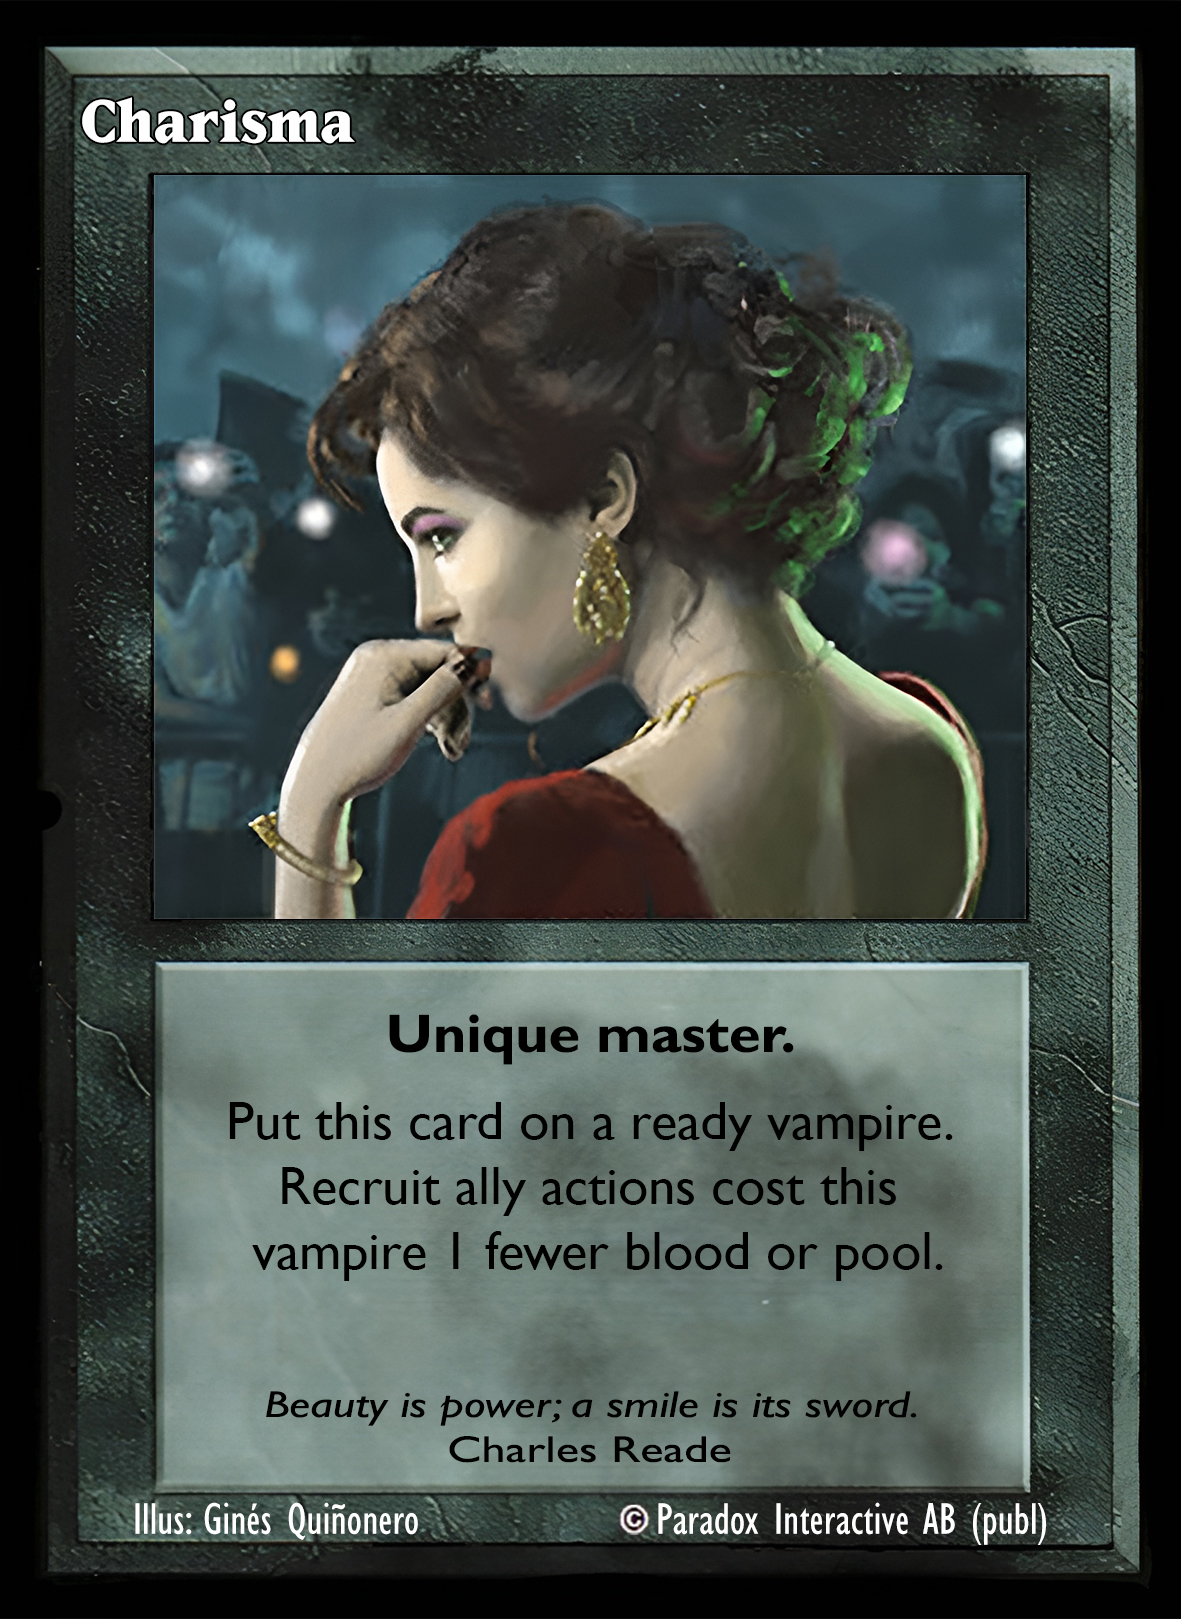 Charisma
Unique master.
Put this card on a ready vampire.
Recruit ally actions cost this
vampire 1 fewer blood or pool.
Beauty is power; a smile is its sword.
Charles Reade
Illus: Ginés Quiñonero
© Paradox Interactive AB (publ)